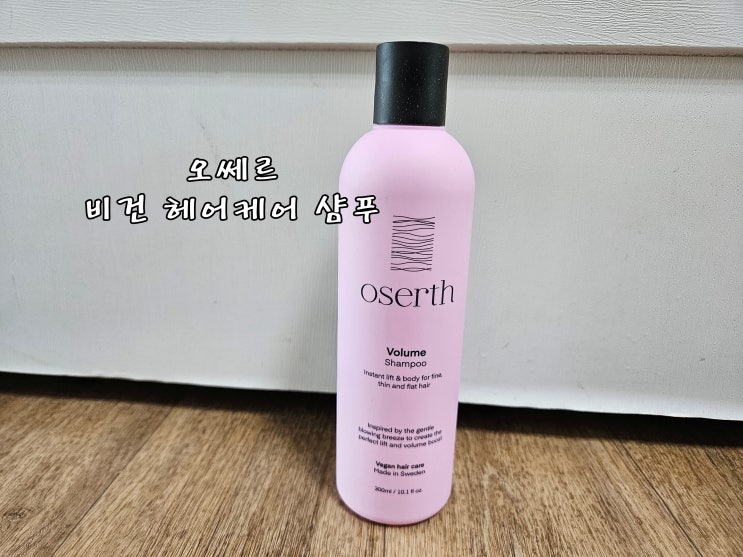 오쎄르
비건 헤어케어 샴푸
oserth
Volume
Shampoo
Instant lift & body for fine,
thin and flat hair
Inspired by the gentle
blowing breeze to create the
perfect lift and volume boost
Vegan hair care
Made in Sweden
300ml / 10.1 fl oz.